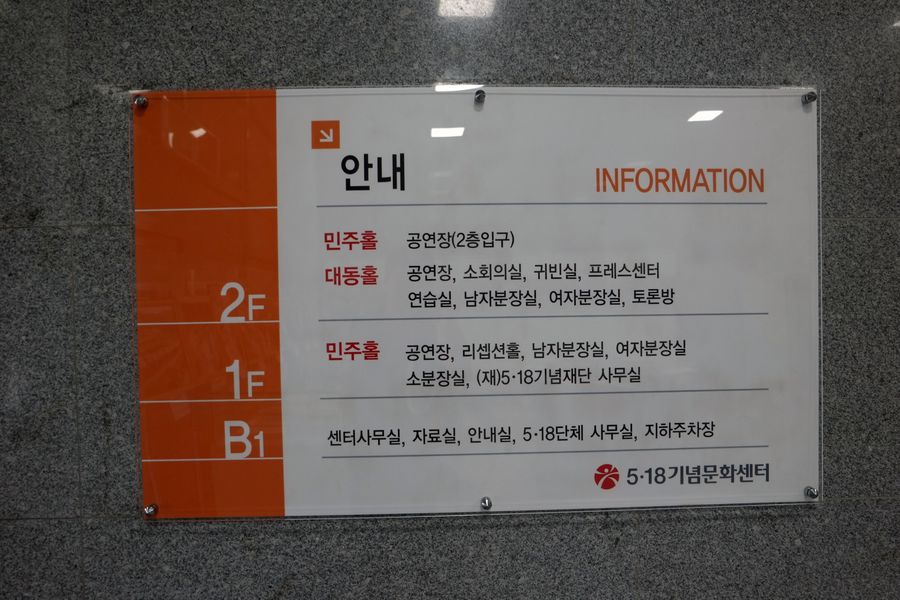 안내
INFORMATION
2F
민주홀 공연장(2층입구)
대동홀 공연장, 소회의실, 귀빈실, 프레스센터
연습실, 남자분장실, 여자분장실, 토론방
1F
민주홀 공연장, 리셉션홀, 남자분장실, 여자분장실
소분장실, (재)5·18기념재단 사무실
B1
센터사무실, 자료실, 안내실, 5·18단체 사무실, 지하주차장
5·18기념문화센터